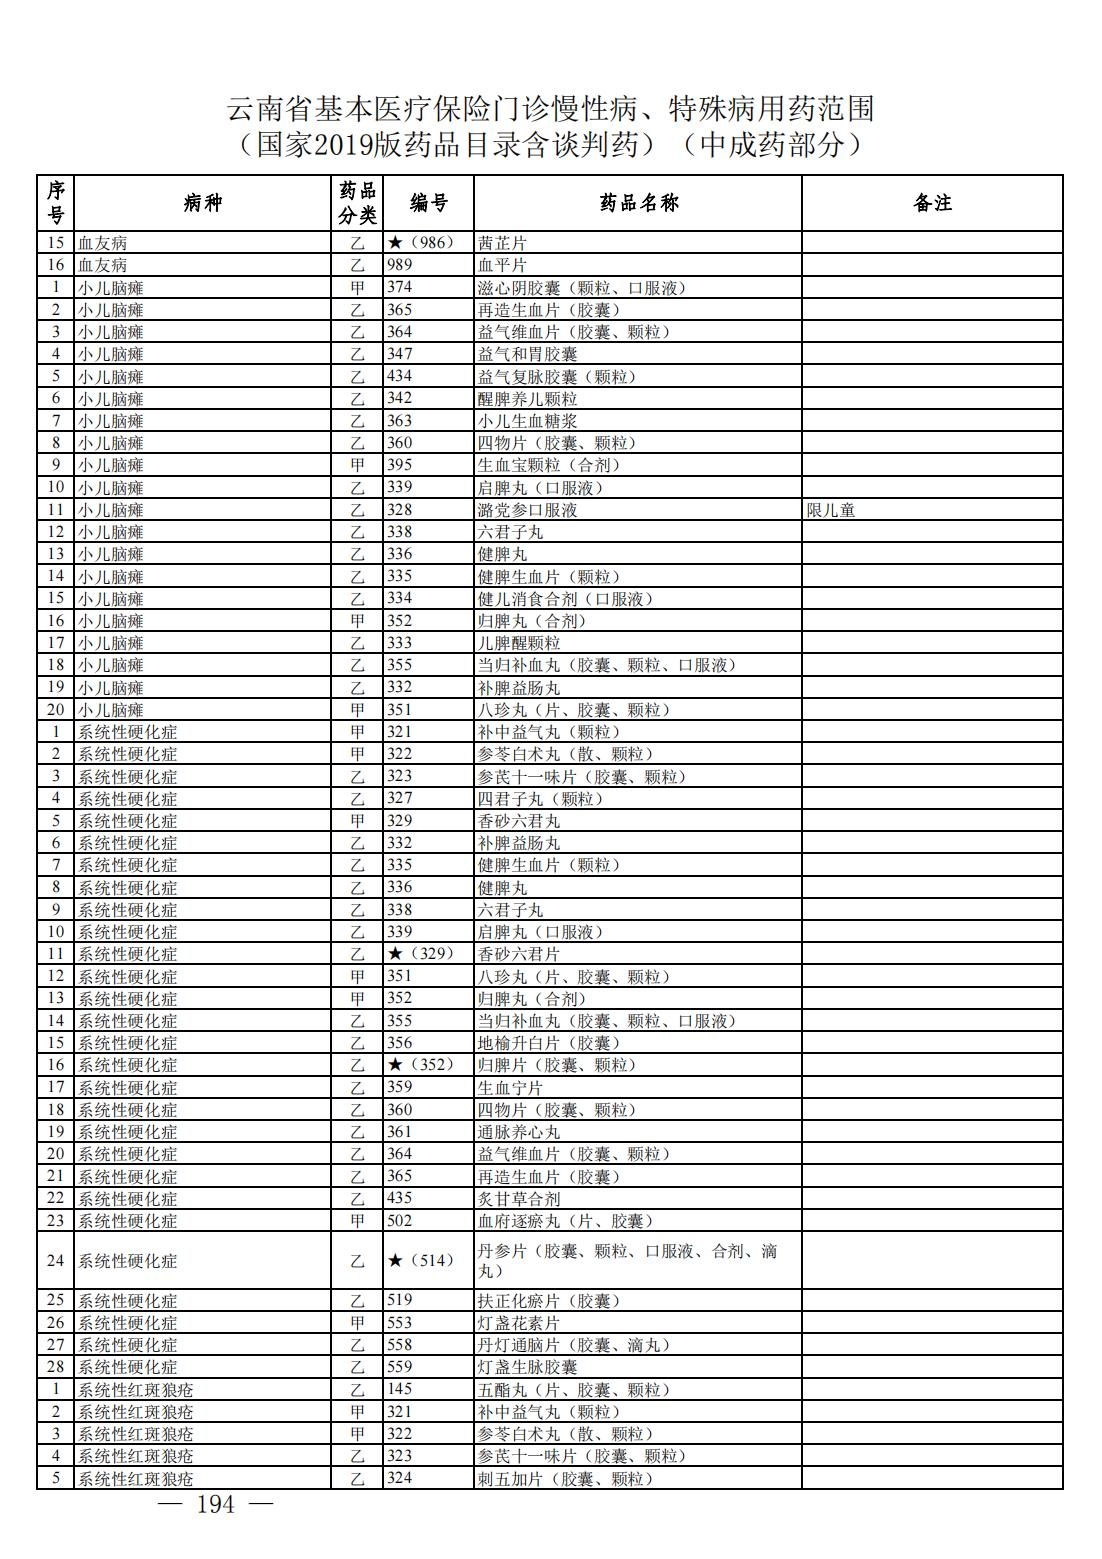 云南省基本医疗保险门诊慢性病、特殊病用药范围
（国家2019版药品目录含谈判药）（中成药部分）
序号 病种 药品分类 编号 药品名称 备注
15 血友病 乙 ★（986） 茜芷片
16 血友病 乙 989 血平片
1 小儿脑瘫 甲 374 滋心阴胶囊（颗粒、口服液）
2 小儿脑瘫 乙 365 再造生血片（胶囊）
3 小儿脑瘫 乙 364 益气维血片（胶囊、颗粒）
4 小儿脑瘫 乙 347 益气和胃胶囊
5 小儿脑瘫 乙 434 益气复脉胶囊（颗粒）
6 小儿脑瘫 乙 342 醒脾养儿颗粒
7 小儿脑瘫 乙 363 小儿生血糖浆
8 小儿脑瘫 乙 360 四物片（胶囊、颗粒）
9 小儿脑瘫 甲 395 生血宝颗粒（合剂）
10 小儿脑瘫 乙 339 启脾丸（口服液）
11 小儿脑瘫 乙 328 潞党参口服液 限儿童
12 小儿脑瘫 乙 338 六君子丸
13 小儿脑瘫 乙 336 健脾丸
14 小儿脑瘫 乙 335 健脾生血片（颗粒）
15 小儿脑瘫 乙 334 健儿消食合剂（口服液）
16 小儿脑瘫 甲 352 归脾丸（合剂）
17 小儿脑瘫 乙 333 儿脾醒颗粒
18 小儿脑瘫 乙 355 当归补血丸（胶囊、颗粒、口服液）
19 小儿脑瘫 乙 332 补脾益肠丸
20 小儿脑瘫 甲 351 八珍丸（片、胶囊、颗粒）
1 系统性硬化症 甲 321 补中益气丸（颗粒）
2 系统性硬化症 甲 322 参苓白术丸（散、颗粒）
3 系统性硬化症 乙 323 参芪十一味片（胶囊、颗粒）
4 系统性硬化症 乙 327 四君子丸（颗粒）
5 系统性硬化症 甲 329 香砂六君丸
6 系统性硬化症 乙 332 补脾益肠丸
7 系统性硬化症 乙 335 健脾生血片（颗粒）
8 系统性硬化症 乙 336 健脾丸
9 系统性硬化症 乙 338 六君子丸
10 系统性硬化症 乙 339 启脾丸（口服液）
11 系统性硬化症 乙 ★（329） 香砂六君片
12 系统性硬化症 甲 351 八珍丸（片、胶囊、颗粒）
13 系统性硬化症 甲 352 归脾丸（合剂）
14 系统性硬化症 乙 355 当归补血丸（胶囊、颗粒、口服液）
15 系统性硬化症 乙 356 地榆升白片（胶囊）
16 系统性硬化症 乙 ★（352） 归脾片（胶囊、颗粒）
17 系统性硬化症 乙 359 生血宁片
18 系统性硬化症 乙 360 四物片（胶囊、颗粒）
19 系统性硬化症 乙 361 通脉养心丸
20 系统性硬化症 乙 364 益气维血片（胶囊、颗粒）
21 系统性硬化症 乙 365 再造生血片（胶囊）
22 系统性硬化症 乙 435 炙甘草合剂
23 系统性硬化症 甲 502 血府逐瘀丸（片、胶囊）
24 系统性硬化症 乙 ★（514） 丹参片（胶囊、颗粒、口服液、合剂、滴
丸）
25 系统性硬化症 乙 519 扶正化瘀片（胶囊）
26 系统性硬化症 甲 553 灯盏花素片
27 系统性硬化症 乙 558 丹灯通脑片（胶囊、滴丸）
28 系统性硬化症 乙 559 灯盏生脉胶囊
1 系统性红斑狼疮 乙 145 五酯丸（片、胶囊、颗粒）
2 系统性红斑狼疮 甲 321 补中益气丸（颗粒）
3 系统性红斑狼疮 甲 322 参苓白术丸（散、颗粒）
4 系统性红斑狼疮 乙 323 参芪十一味片（胶囊、颗粒）
5 系统性红斑狼疮 乙 324 刺五加片（胶囊、颗粒）
— 194 —